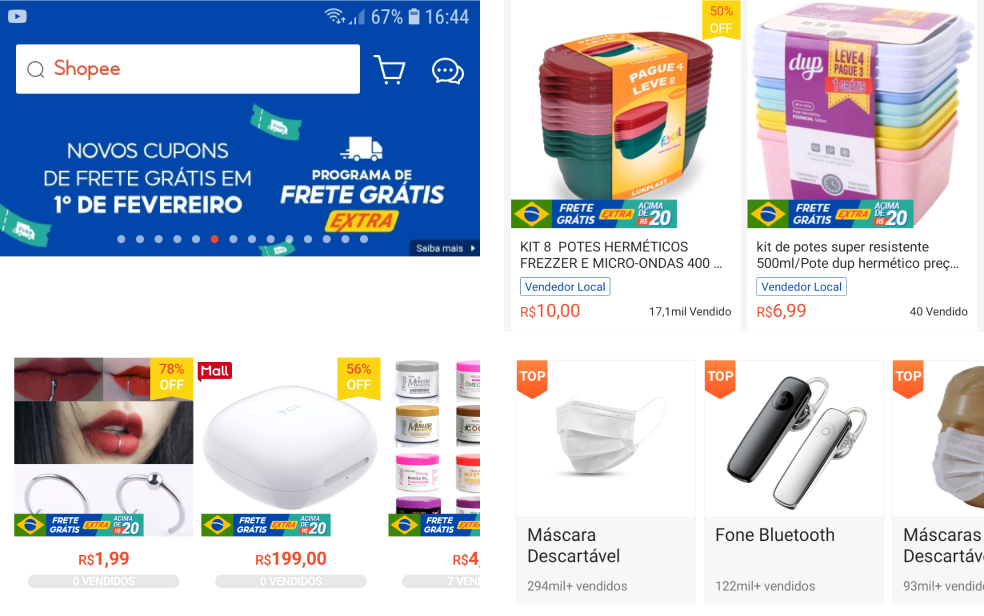 67% 16:44
Shopee
NOVOS CUPONS
DE FRETE GRÁTIS EM
1º DE FEVEREIRO
PROGRAMA DE
FRETE GRÁTIS
EXTRA
Saiba mais
78%
OFF
Mall
56%
OFF
TCL
FRETE GRÁTIS EXTRA ACIMA DE R$20
FRETE GRÁTIS EXTRA ACIMA DE R$20
FRETE GRÁTIS EXTRA
R$1,99
R$199,00
R$4,
0 VENDIDOS
0 VENDIDOS
7 VEN
50%
OFF
PAGUE 4
LEVE 8
LUKPLAST
dup
LEVE 4
PAGUE 3
1 GRÁTIS
FRETE GRÁTIS EXTRA ACIMA DE R$20
FRETE GRÁTIS EXTRA ACIMA DE R$20
KIT 8 POTES HERMÉTICOS
FREZZER E MICRO-ONDAS 400 ...
Vendedor Local
R$10,00
17,1mil Vendido
kit de potes super resistente
500ml/Pote dup hermético preç...
Vendedor Local
R$6,99
40 Vendido
TOP
TOP
TOP
Máscara
Descartável
294mil+ vendidos
Fone Bluetooth
122mil+ vendidos
Máscaras
Descartáv
93mil+ vendid